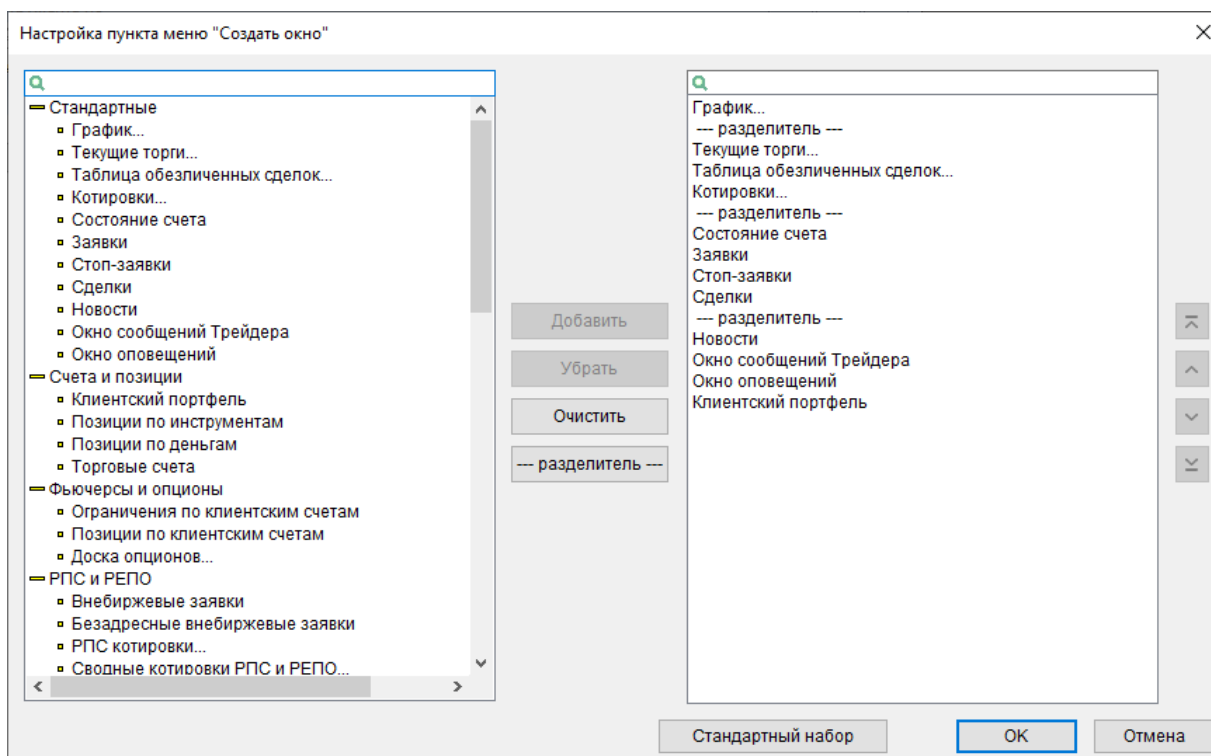 Настройка пункта меню "Создать окно"
Стандартные
График...
Текущие торги...
Таблица обезличенных сделок...
Котировки...
Состояние счета
Заявки
Стоп-заявки
Сделки
Новости
Окно сообщений Трейдера
Окно оповещений
Счета и позиции
Клиентский портфель
Позиции по инструментам
Позиции по деньгам
Торговые счета
Фьючерсы и опционы
Ограничения по клиентским счетам
Позиции по клиентским счетам
Доска опционов...
РПС и РЕПО
Внебиржевые заявки
Безадресные внебиржевые заявки
РПС котировки...
Сводные котировки РПС и РЕПО...
Добавить
Убрать
Очистить
--- разделитель ---
График...
--- разделитель ---
Текущие торги...
Таблица обезличенных сделок...
Котировки...
--- разделитель ---
Состояние счета
Заявки
Стоп-заявки
Сделки
--- разделитель ---
Новости
Окно сообщений Трейдера
Окно оповещений
Клиентский портфель
Стандартный набор
OK
Отмена